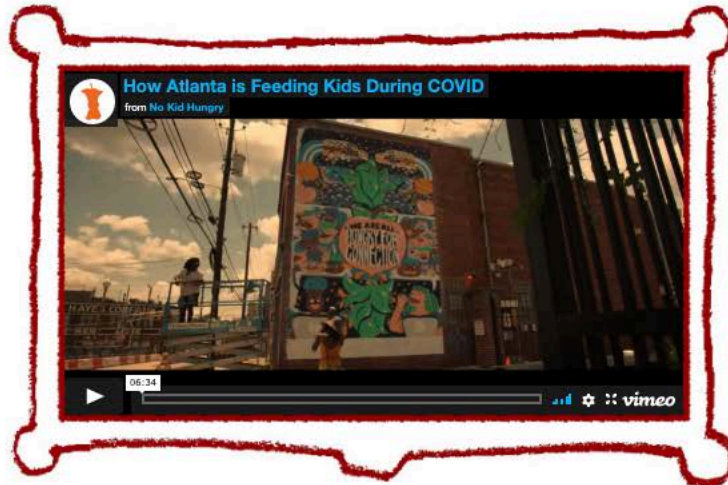 How Atlanta is Feeding Kids During COVID
from No Kid Hungry
WE ARE ALL
HUNGRY FOR
CONNECTION
06:34
vimeo